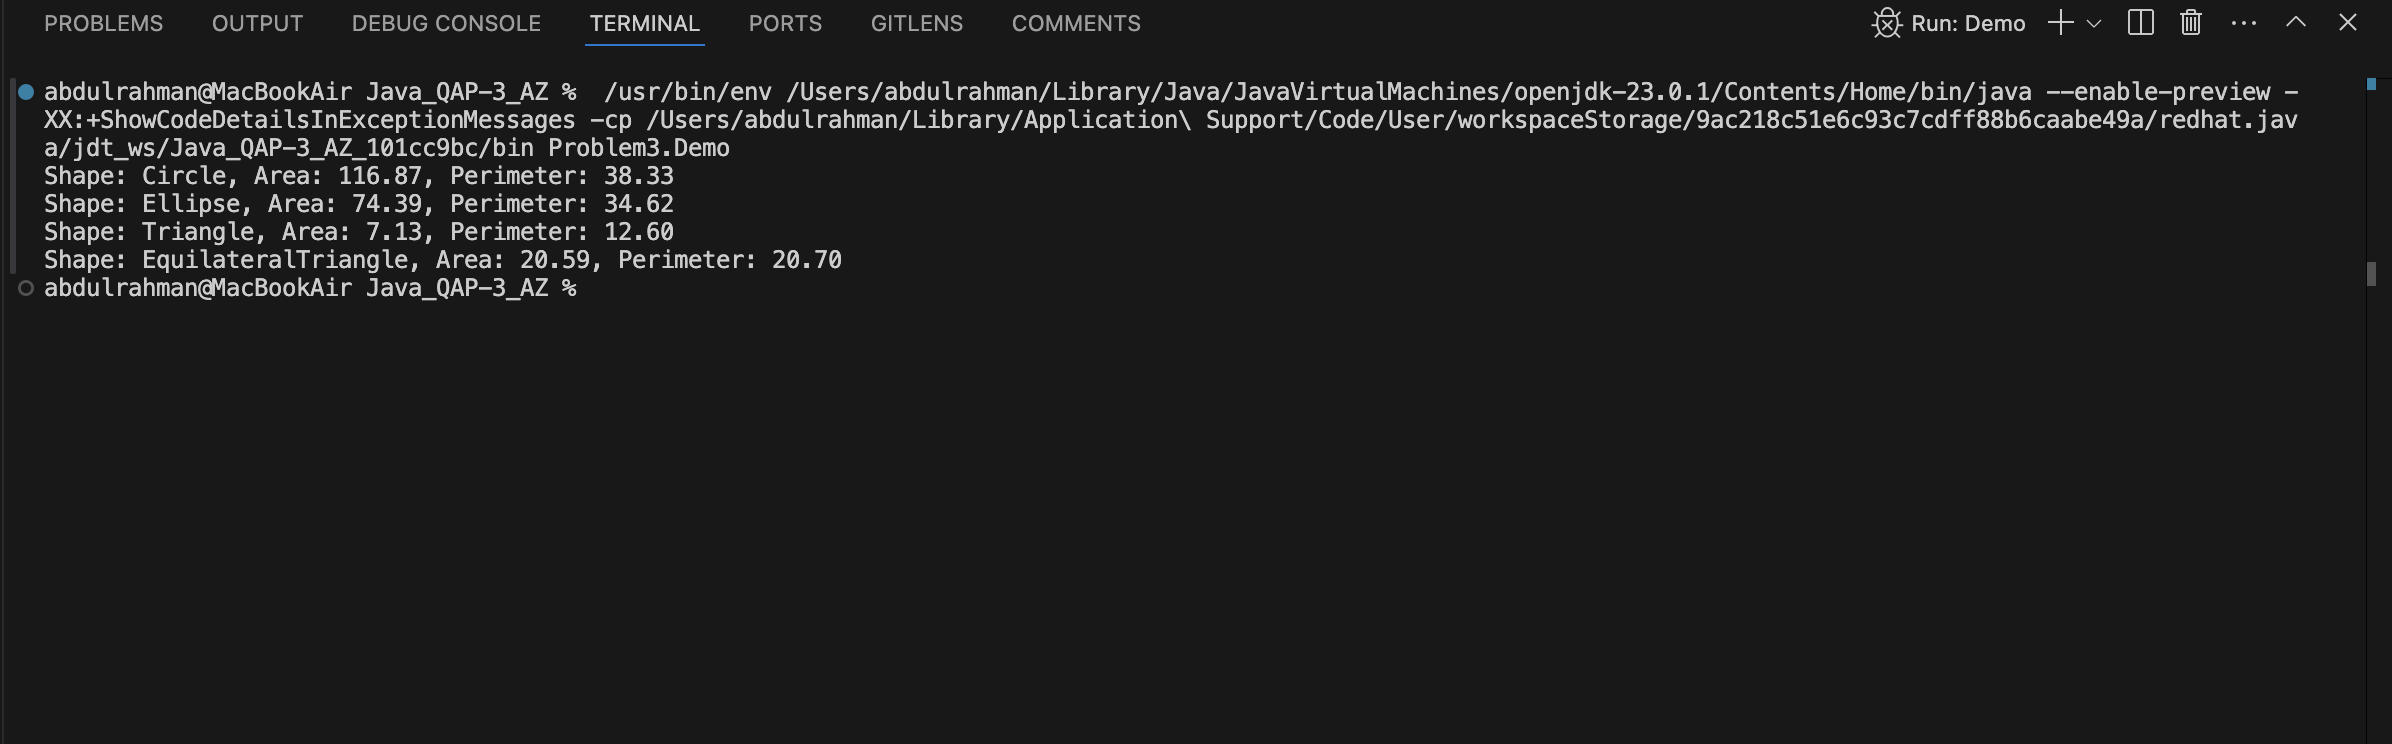 PROBLEMS OUTPUT DEBUG CONSOLE TERMINAL PORTS GITLENS COMMENTS Run: Demo
abdulrahman@MacBookAir Java_QAP-3_AZ %  /usr/bin/env /Users/abdulrahman/Library/Java/JavaVirtualMachines/openjdk-23.0.1/Contents/Home/bin/java --enable-preview -
XX:+ShowCodeDetailsInExceptionMessages -cp /Users/abdulrahman/Library/Application\ Support/Code/User/workspaceStorage/9ac218c51e6c93c7cdff88b6caabe49a/redhat.jav
a/jdt_ws/Java_QAP-3_AZ_101cc9bc/bin Problem3.Demo
Shape: Circle, Area: 116.87, Perimeter: 38.33
Shape: Ellipse, Area: 74.39, Perimeter: 34.62
Shape: Triangle, Area: 7.13, Perimeter: 12.60
Shape: EquilateralTriangle, Area: 20.59, Perimeter: 20.70
abdulrahman@MacBookAir Java_QAP-3_AZ %